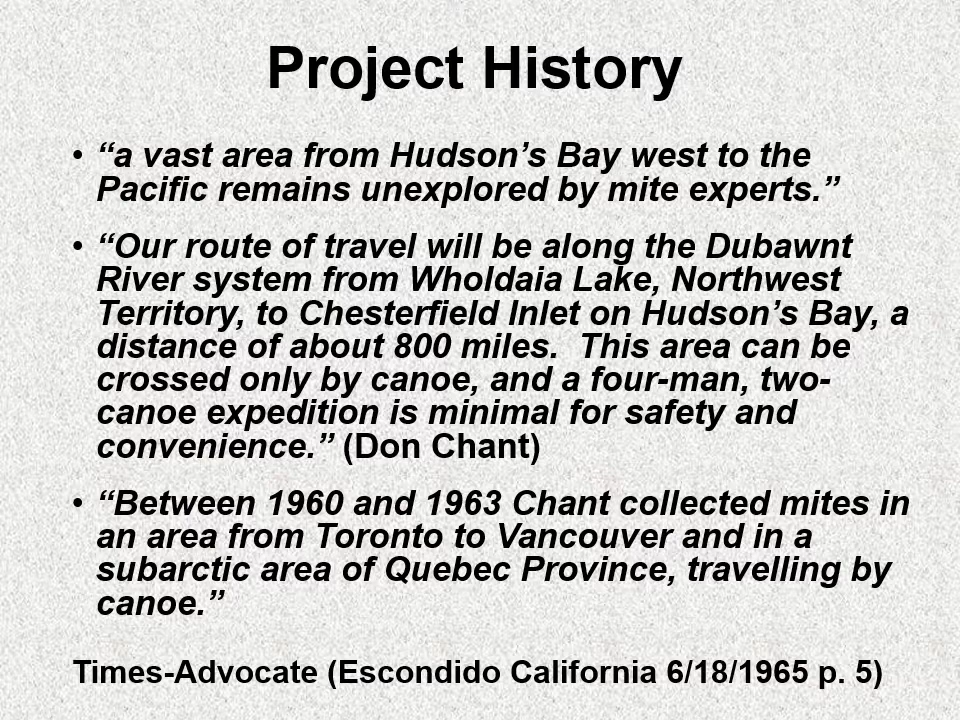 Project History
• “a vast area from Hudson’s Bay west to the
Pacific remains unexplored by mite experts.”
• “Our route of travel will be along the Dubawnt
River system from Wholdaia Lake, Northwest
Territory, to Chesterfield Inlet on Hudson’s Bay, a
distance of about 800 miles.  This area can be
crossed only by canoe, and a four-man, two-
canoe expedition is minimal for safety and
convenience.” (Don Chant)
• “Between 1960 and 1963 Chant collected mites in
an area from Toronto to Vancouver and in a
subarctic area of Quebec Province, travelling by
canoe.”
Times-Advocate (Escondido California 6/18/1965 p. 5)